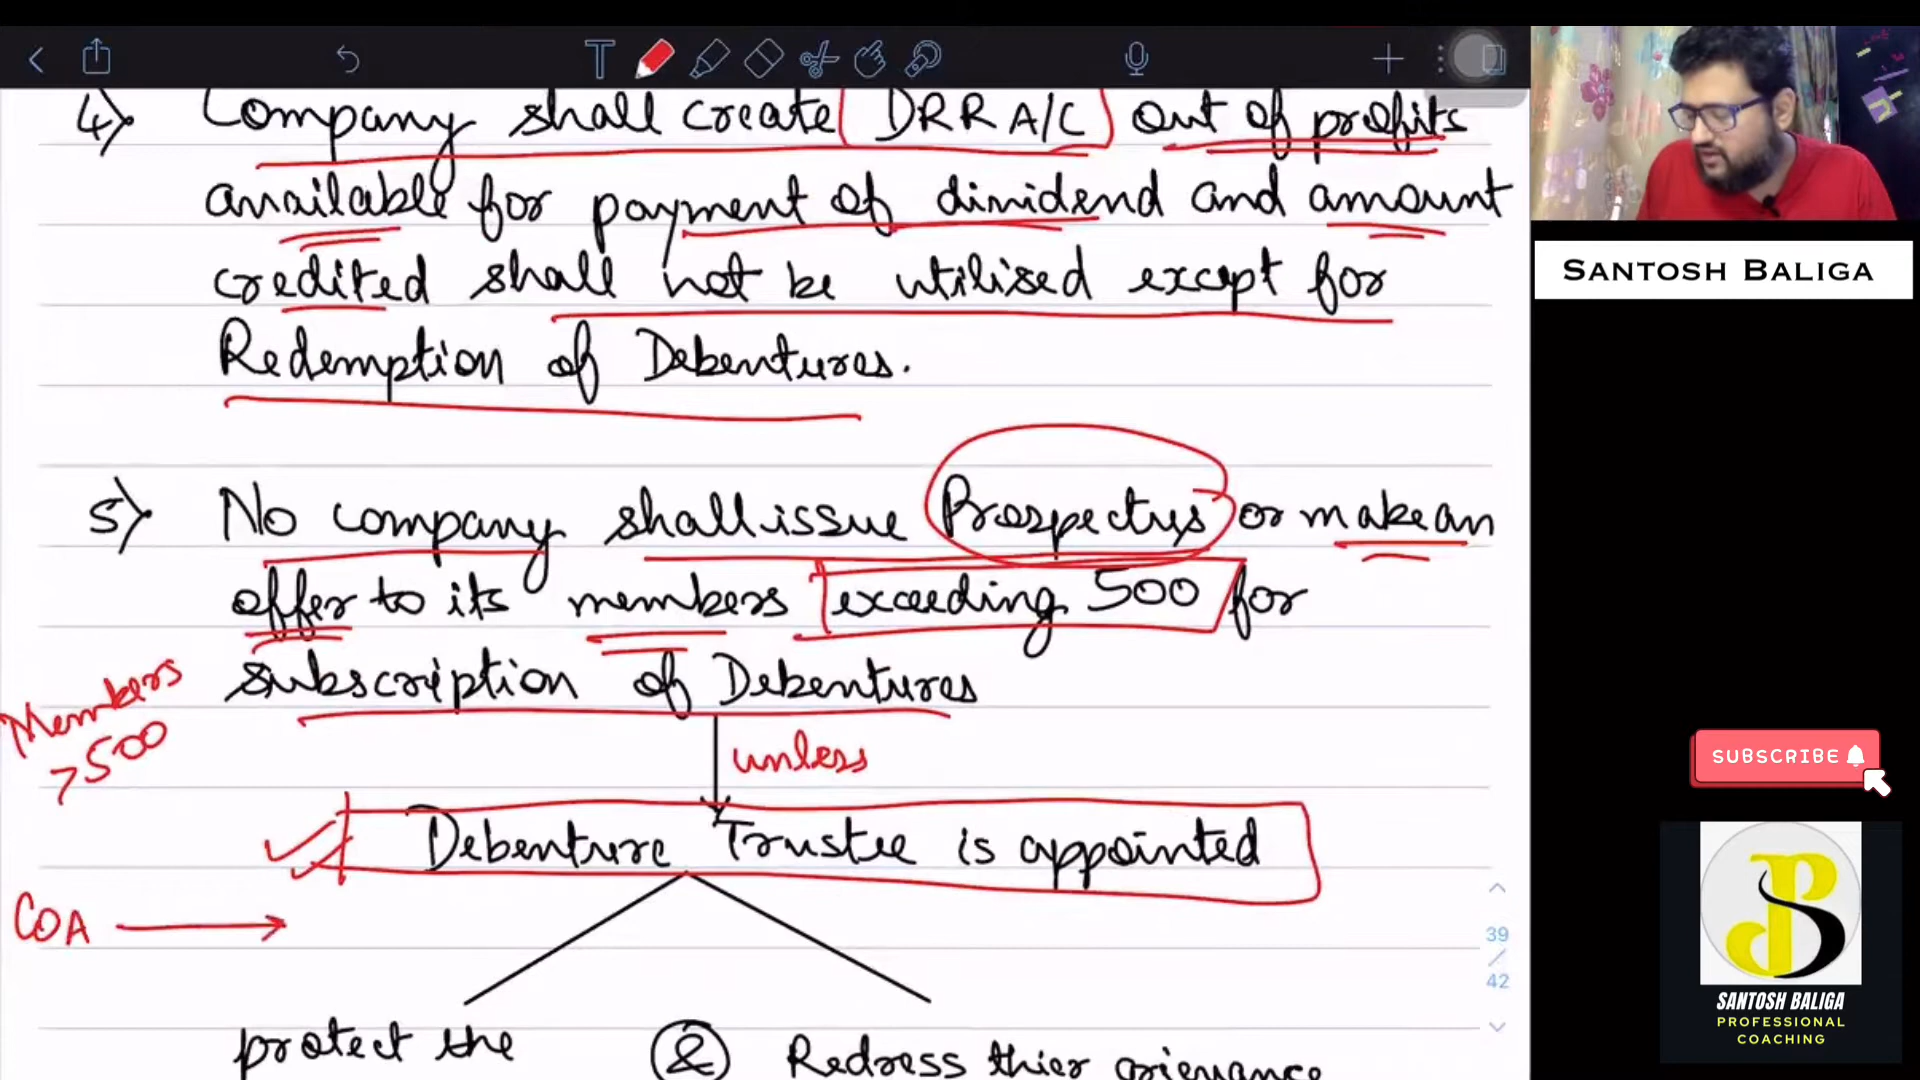 4) Company shall create DRR A/C out of profits
available for payment of dividend and amount
credited shall not be utilised except for
Redemption of Debentures.
5) No company shall issue Prospectus or make an
offer to its members exceeding 500 for
subscription of Debentures
Members
>500
unless
Debenture Trustee is appointed
COA
protect the & Redress thier grievance
39
42
SANTOSH BALIGA
SUBSCRIBE
SANTOSH BALIGA
PROFESSIONAL
COACHING